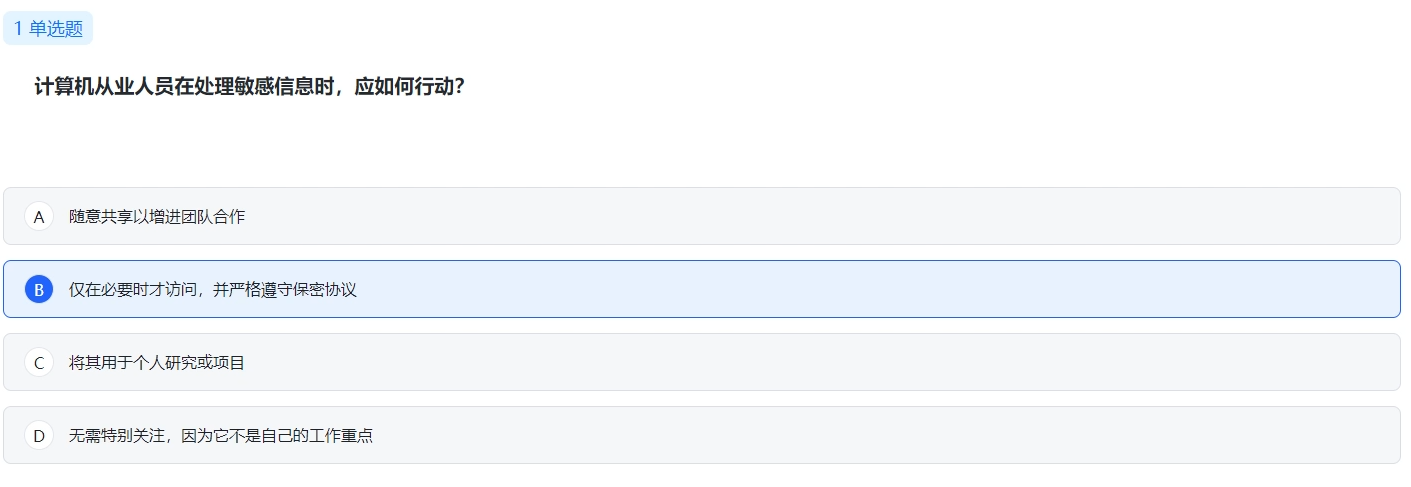 1 单选题
计算机从业人员在处理敏感信息时，应如何行动？
A 随意共享以增进团队合作
B 仅在必要时才访问，并严格遵守保密协议
C 将其用于个人研究或项目
D 无需特别关注，因为它不是自己的工作重点